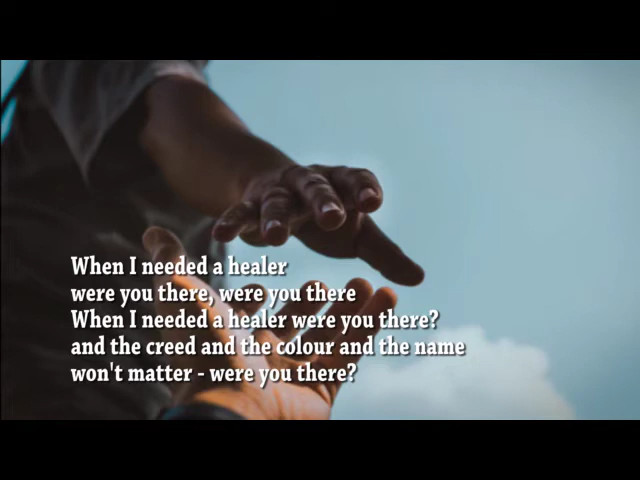 When I needed a healer
were you there, were you there
When I needed a healer were you there?
and the creed and the colour and the name
won't matter - were you there?